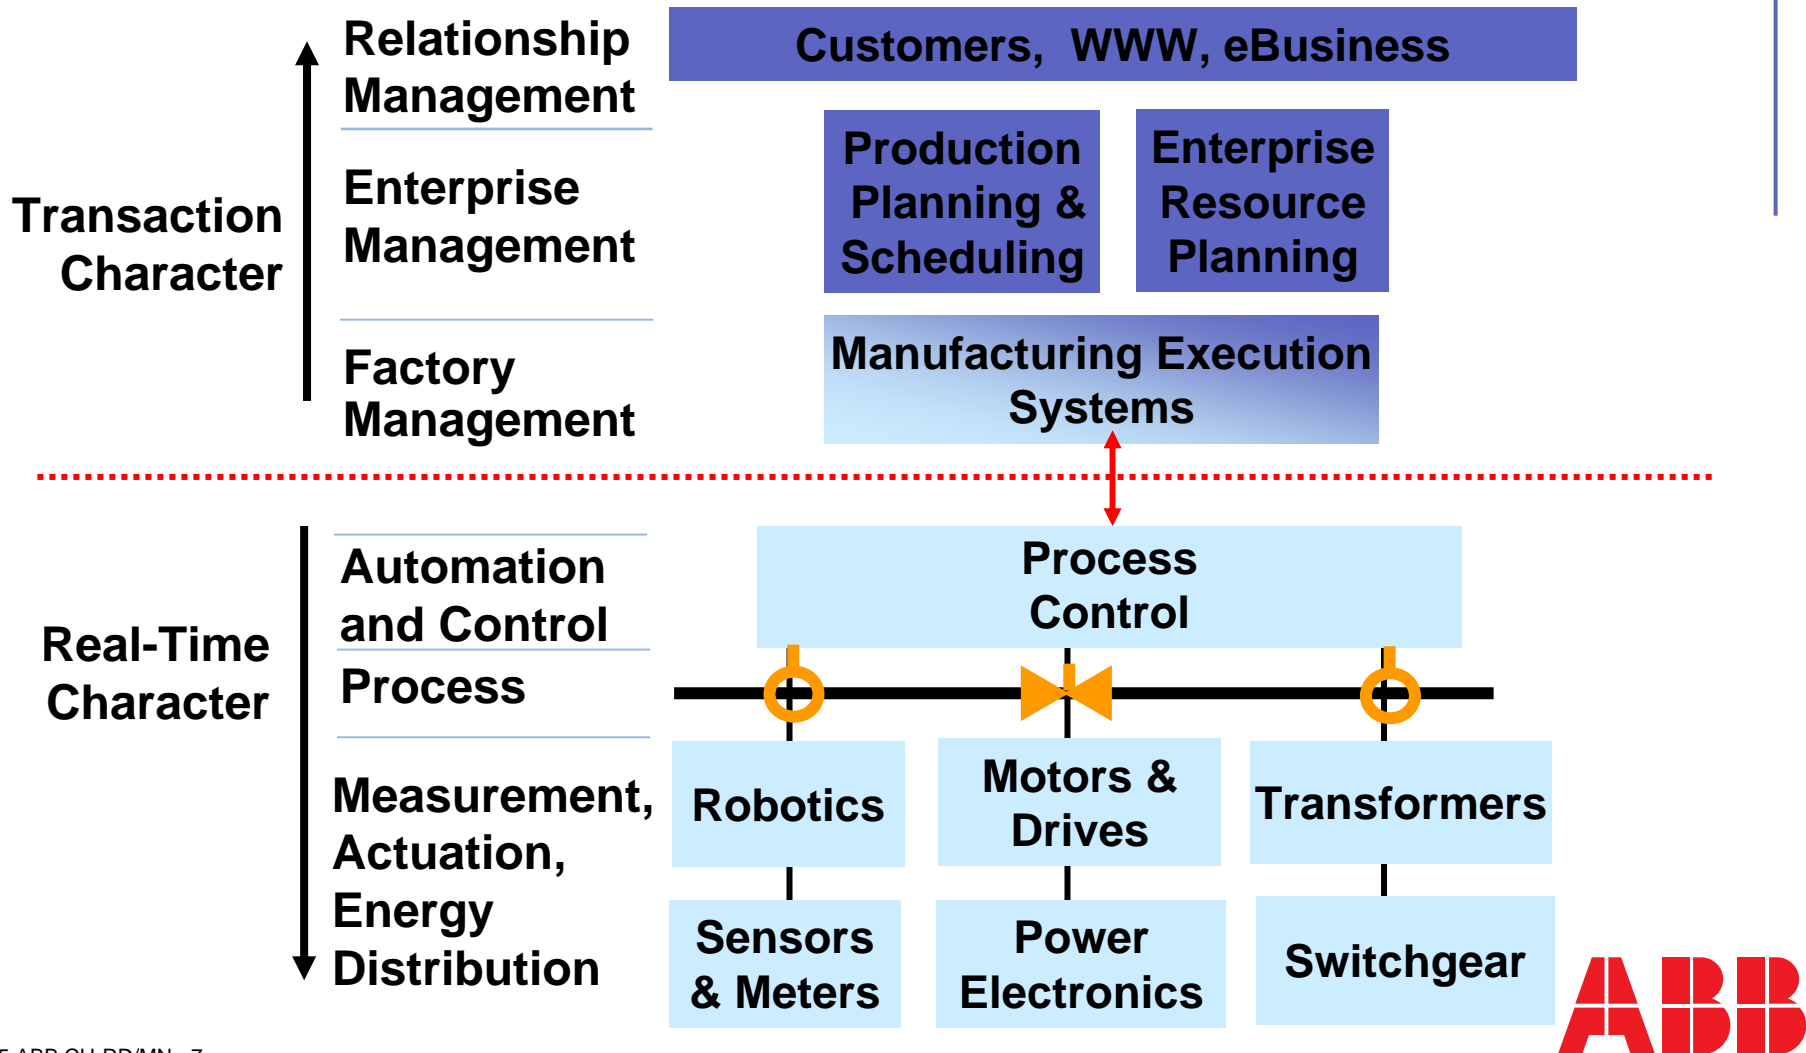 Relationship
Management
Customers, WWW, eBusiness
Transaction
Character
Enterprise
Management
Production
Planning &
Scheduling
Enterprise
Resource
Planning
Factory
Management
Manufacturing Execution
Systems
Real-Time
Character
Automation
and Control
Process
Control
Process
Measurement,
Actuation,
Energy
Distribution
Robotics
Motors &
Drives
Transformers
Sensors
& Meters
Power
Electronics
Switchgear
ABB